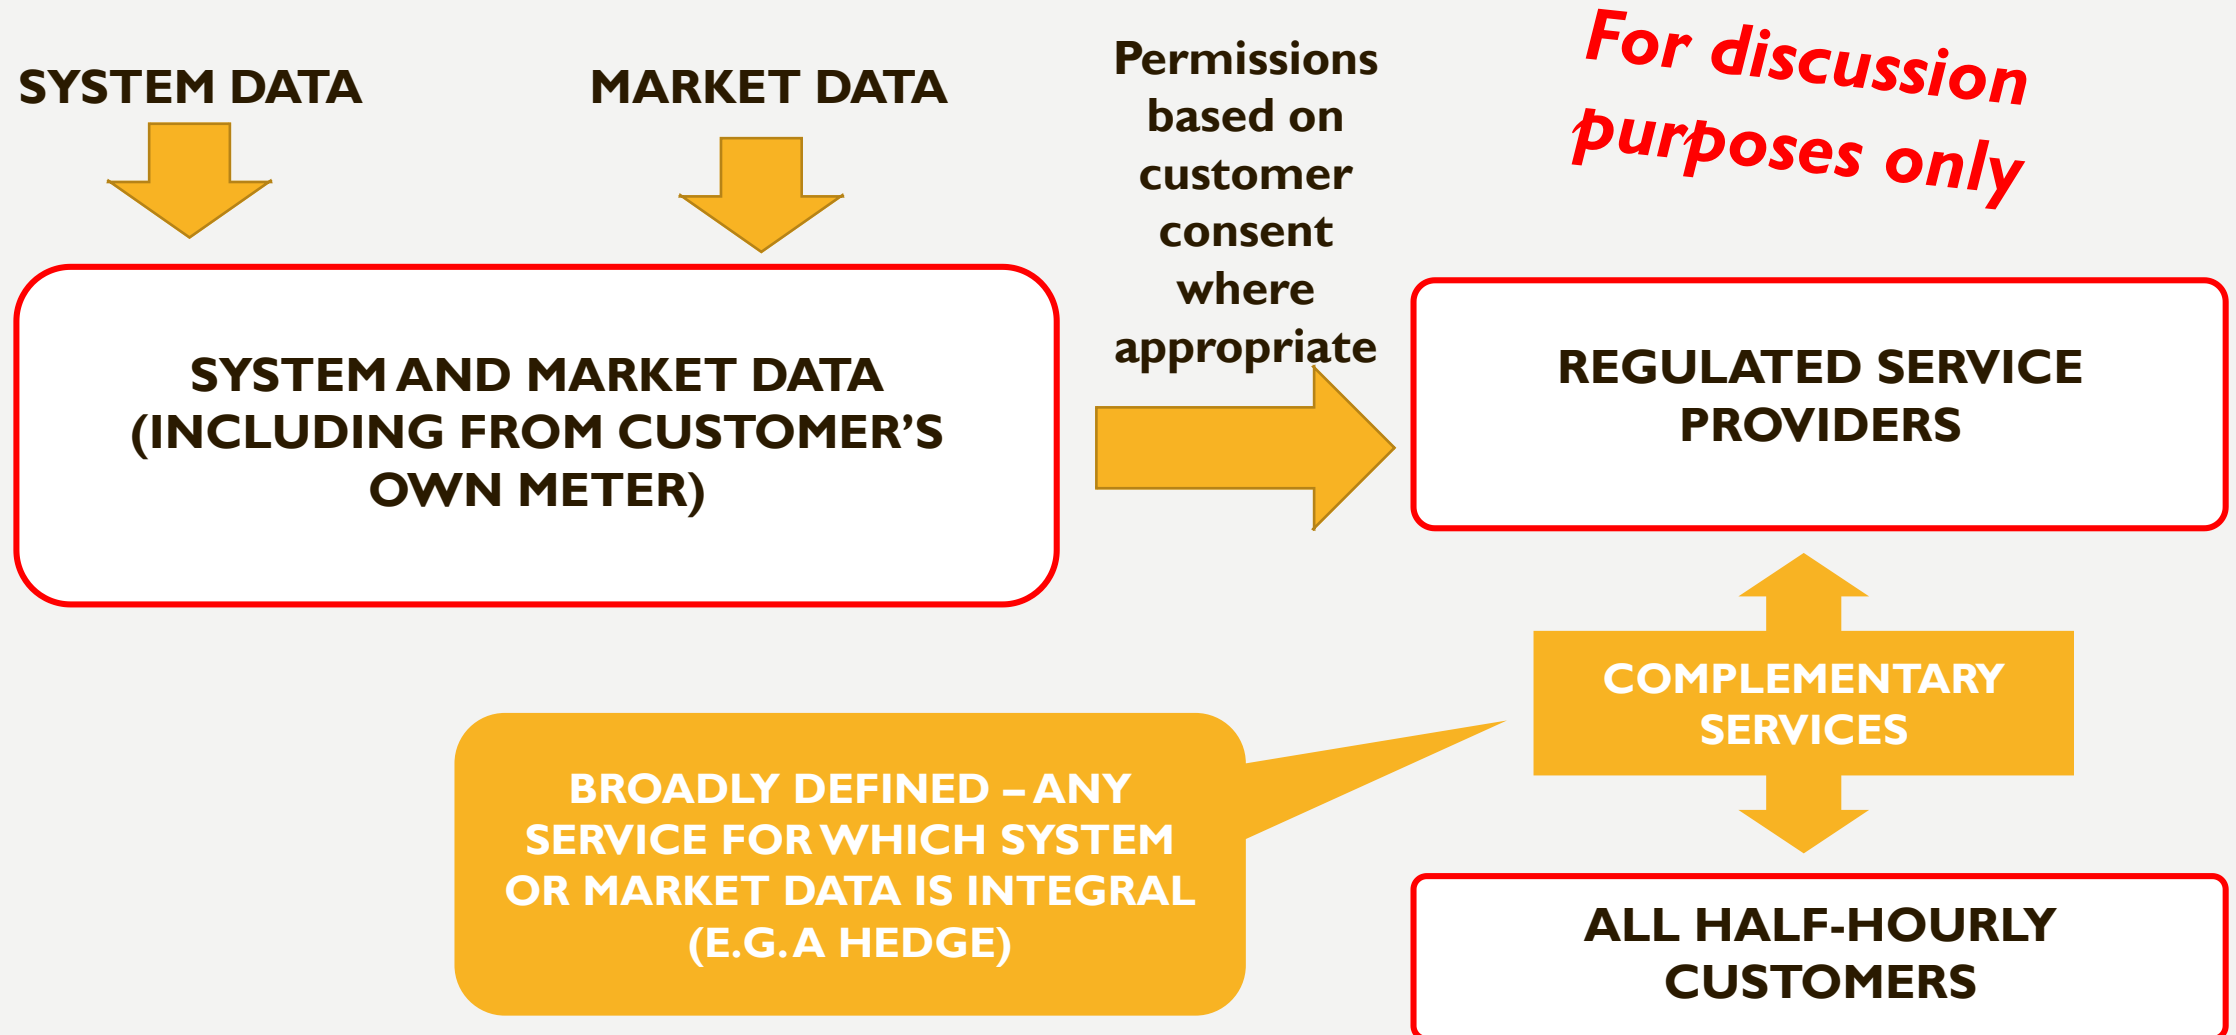 SYSTEM DATA
MARKET DATA
Permissions
based on
customer
consent
where
appropriate
For discussion
purposes only
SYSTEM AND MARKET DATA
(INCLUDING FROM CUSTOMER’S
OWN METER)
REGULATED SERVICE
PROVIDERS
COMPLEMENTARY
SERVICES
BROADLY DEFINED – ANY
SERVICE FOR WHICH SYSTEM
OR MARKET DATA IS INTEGRAL
(E.G. A HEDGE)
ALL HALF-HOURLY
CUSTOMERS